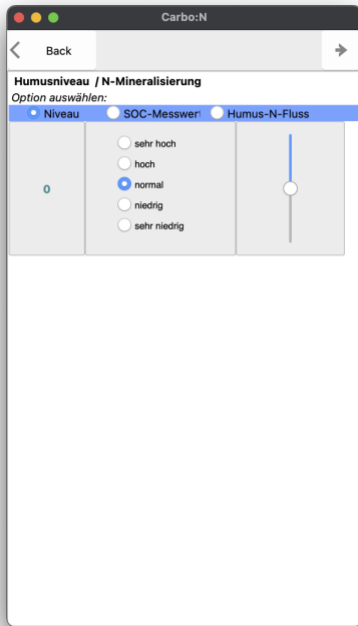 Carbo:N
Back
Humusniveau / N-Mineralisierung
Option auswählen:
Niveau SOC-Messwert Humus-N-Fluss
sehr hoch
hoch
0 normal
niedrig
sehr niedrig